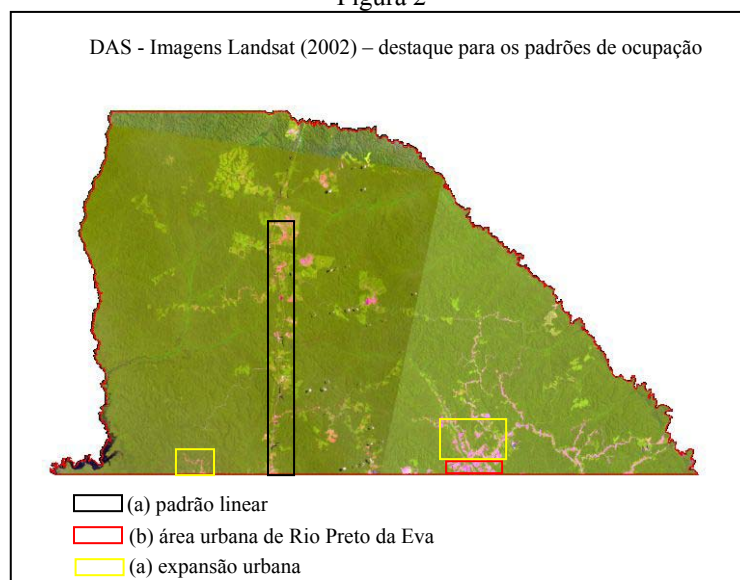 Figura 2
DAS - Imagens Landsat (2002) – destaque para os padrões de ocupação
(a) padrão linear
(b) área urbana de Rio Preto da Eva
(a) expansão urbana